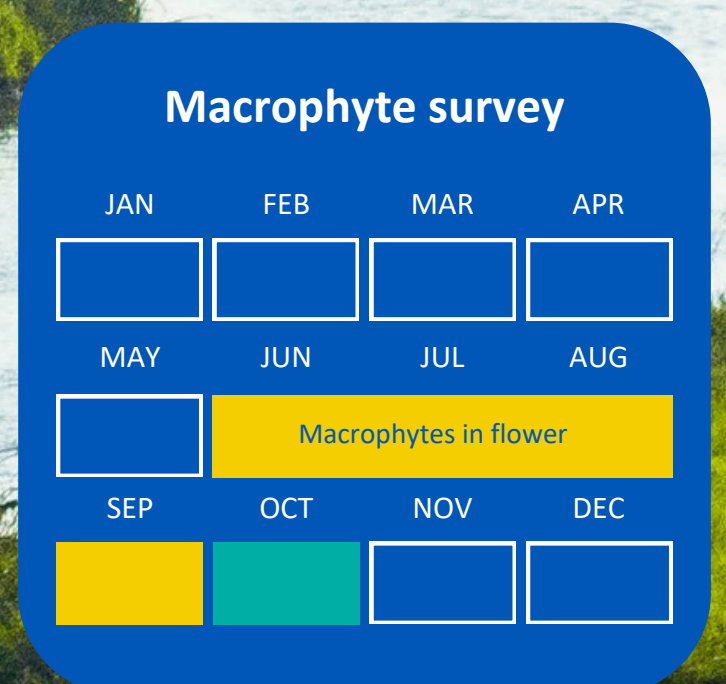 Macrophyte survey
JAN FEB MAR APR
MAY JUN JUL AUG
Macrophytes in flower
SEP OCT NOV DEC